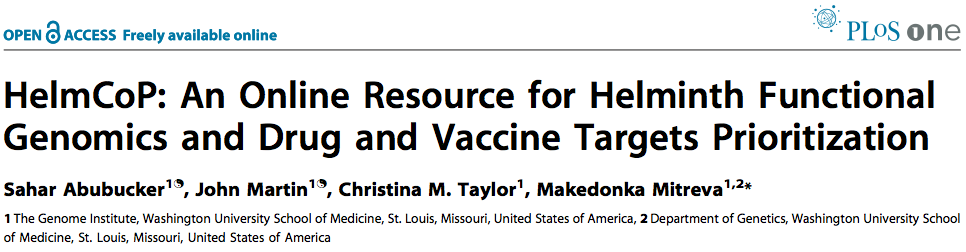 OPEN ACCESS Freely available online
PLoS one
HelmCoP: An Online Resource for Helminth Functional
Genomics and Drug and Vaccine Targets Prioritization
Sahar Abubucker1☯, John Martin1☯, Christina M. Taylor1, Makedonka Mitreva1,2*
1 The Genome Institute, Washington University School of Medicine, St. Louis, Missouri, United States of America, 2 Department of Genetics, Washington University School
of Medicine, St. Louis, Missouri, United States of America